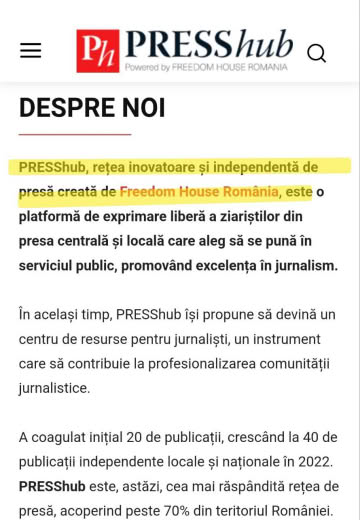 Ph PRESShub
Powered by FREEDOM HOUSE ROMANIA
DESPRE NOI
PRESShub, rețea inovatoare și independentă de
presă creată de Freedom House România, este o
platformă de exprimare liberă a ziariștilor din
presa centrală și locală care aleg să se pună în
serviciul public, promovând excelența în jurnalism.
În același timp, PRESShub își propune să devină un
centru de resurse pentru jurnaliști, un instrument
care să contribuie la profesionalizarea comunității
jurnalistice.
A coagulat inițial 20 de publicații, crescând la 40 de
publicații independente locale și naționale în 2022.
PRESShub este, astăzi, cea mai răspândită rețea de
presă, acoperind peste 70% din teritoriul României.